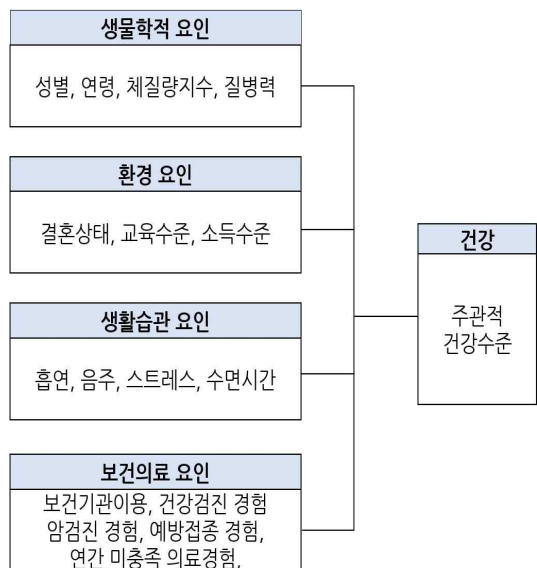 생물학적 요인
성별, 연령, 체질량지수, 질병력
환경 요인
결혼상태, 교육수준, 소득수준
생활습관 요인
흡연, 음주, 스트레스, 수면시간
보건의료 요인
보건기관이용, 건강검진 경험
암검진 경험, 예방접종 경험,
연간 미충족 의료경험,
건강
주관적
건강수준